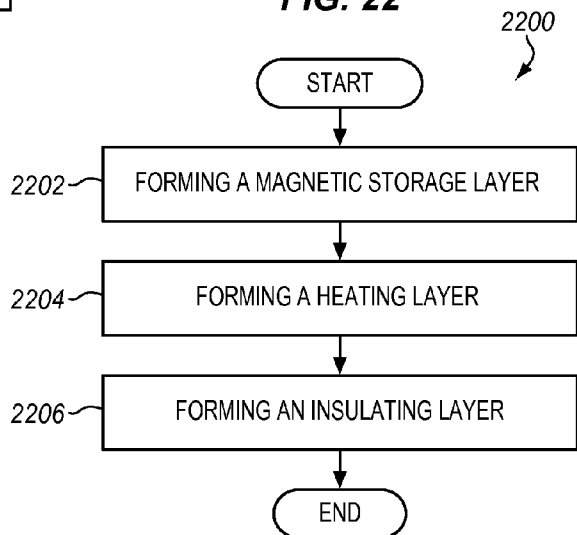 FIG. 22
2200
START
2202 FORMING A MAGNETIC STORAGE LAYER
2204 FORMING A HEATING LAYER
2206 FORMING AN INSULATING LAYER
END